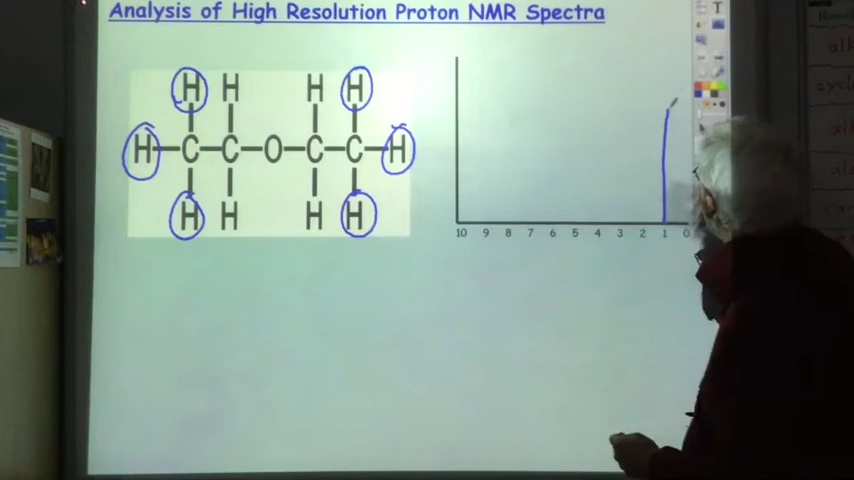 Analysis of High Resolution Proton NMR Spectra
H H H H
H C C O C C H
H H H H
10 9 8 7 6 5 4 3 2 1 0
T